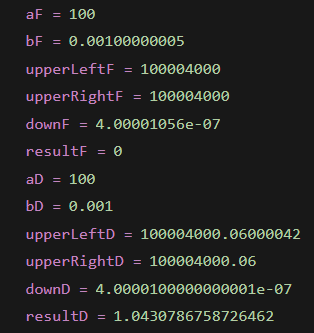 aF = 100
bF = 0.00100000005
upperLeftF = 100004000
upperRightF = 100004000
downF = 4.00001056e-07
resultF = 0
aD = 100
bD = 0.001
upperLeftD = 100004000.06000042
upperRightD = 100004000.06
downD = 4.0000100000000001e-07
resultD = 1.0430786758726462